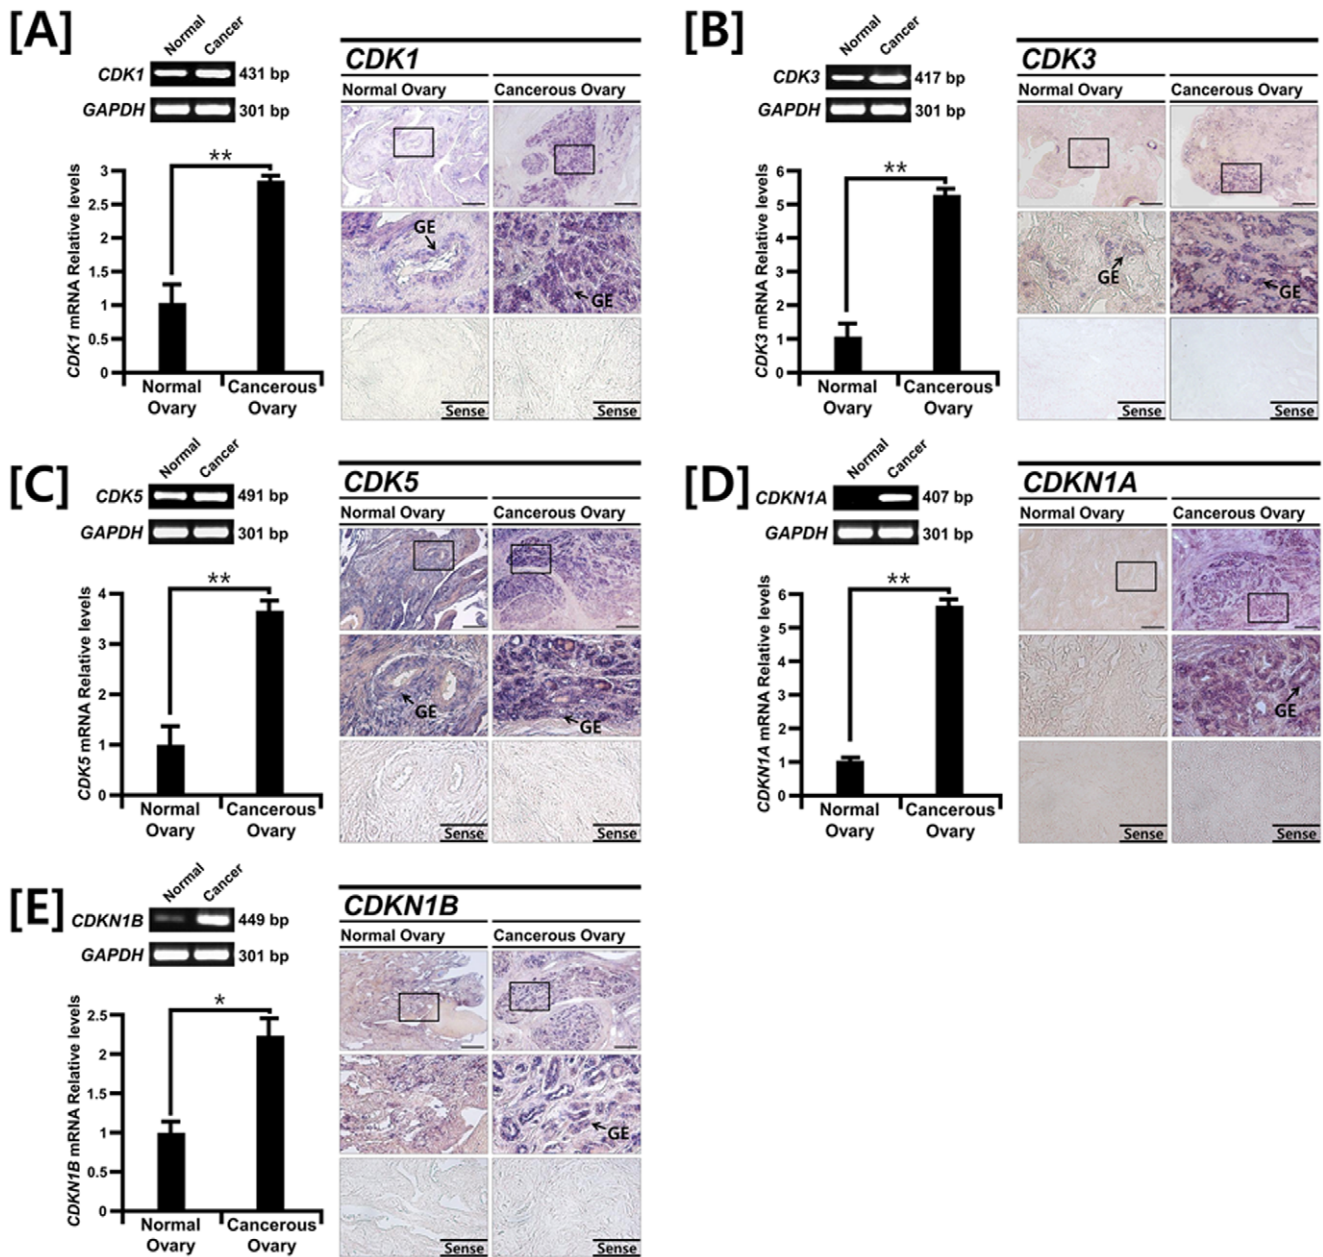 [A]
Normal
Cancer
CDK1
431 bp
GAPDH
301 bp
CDK1 mRNA Relative levels
3
2.5
2
1.5
1
0.5
0
**
Normal
Ovary
Cancerous
Ovary
CDK1
Normal Ovary
Cancerous Ovary
GE
GE
Sense
Sense
[B]
Normal
Cancer
CDK3
417 bp
GAPDH
301 bp
CDK3 mRNA Relative levels
6
5
4
3
2
1
0
**
Normal
Ovary
Cancerous
Ovary
CDK3
Normal Ovary
Cancerous Ovary
GE
GE
Sense
Sense
[C]
Normal
Cancer
CDK5
491 bp
GAPDH
301 bp
CDK5 mRNA Relative levels
4
3
2
1
0
**
Normal
Ovary
Cancerous
Ovary
CDK5
Normal Ovary
Cancerous Ovary
GE
GE
Sense
Sense
[D]
Normal
Cancer
CDKN1A
407 bp
GAPDH
301 bp
CDKN1A mRNA Relative levels
6
5
4
3
2
1
0
**
Normal
Ovary
Cancerous
Ovary
CDKN1A
Normal Ovary
Cancerous Ovary
GE
Sense
Sense
[E]
Normal
Cancer
CDKN1B
449 bp
GAPDH
301 bp
CDKN1B mRNA Relative levels
2.5
2
1.5
1
0.5
0
*
Normal
Ovary
Cancerous
Ovary
CDKN1B
Normal Ovary
Cancerous Ovary
GE
Sense
Sense